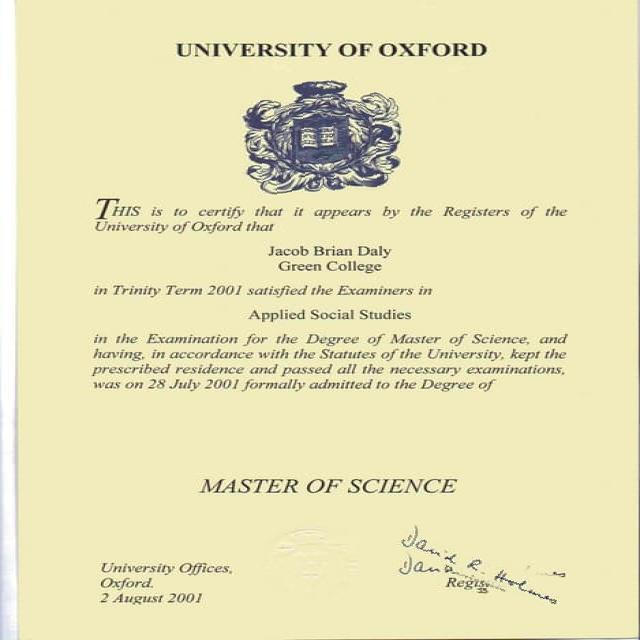 UNIVERSITY OF OXFORD
THIS is to certify that it appears by the Registers of the
University of Oxford that
Jacob Brian Daly
Green College
in Trinity Term 2001 satisfied the Examiners in
Applied Social Studies
in the Examination for the Degree of Master of Science, and
having, in accordance with the Statutes of the University, kept the
prescribed residence and passed all the necessary examinations,
was on 28 July 2001 formally admitted to the Degree of
MASTER OF SCIENCE
David R. Holmes
University Offices,
Oxford.
2 August 2001